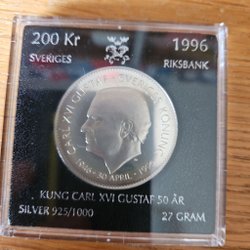 200 Kr 1996
SVERIGES RIKSBANK
CARL XVI GUSTAF · SVERIGES KONUNG
1946 · 30 APRIL · 1996
KUNG CARL XVI GUSTAF 50 ÅR
SILVER 925/1000 27 GRAM